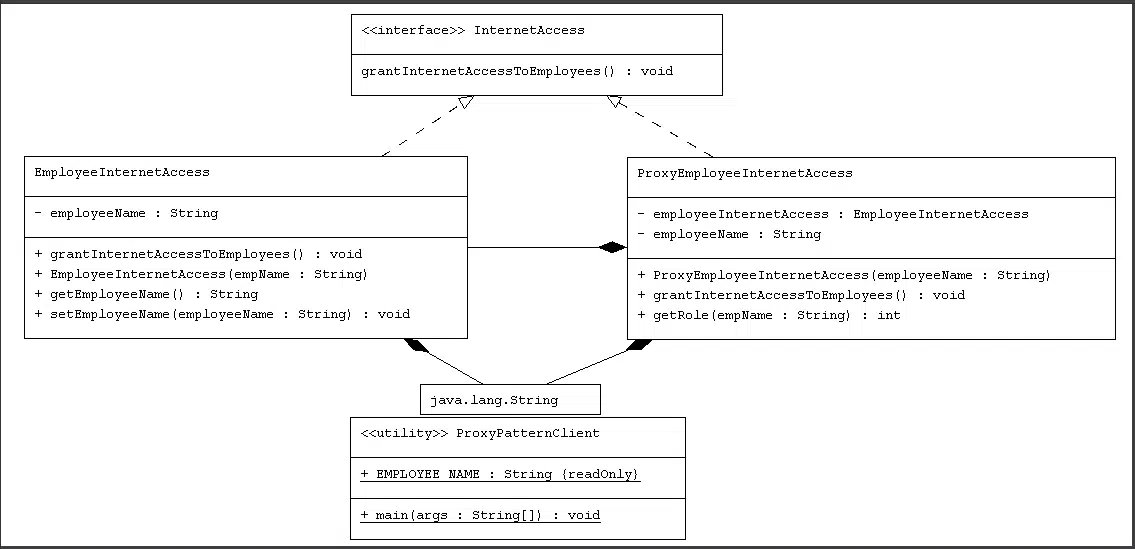 <<interface>> InternetAccess
grantInternetAccessToEmployees() : void
EmployeeInternetAccess
- employeeName : String
+ grantInternetAccessToEmployees() : void
+ EmployeeInternetAccess(empName : String)
+ getEmployeeName() : String
+ setEmployeeName(employeeName : String) : void
ProxyEmployeeInternetAccess
- employeeInternetAccess : EmployeeInternetAccess
- employeeName : String
+ ProxyEmployeeInternetAccess(employeeName : String)
+ grantInternetAccessToEmployees() : void
+ getRole(empName : String) : int
java.lang.String
<<utility>> ProxyPatternClient
+ EMPLOYEE_NAME : String {readOnly}
+ main(args : String[]) : void